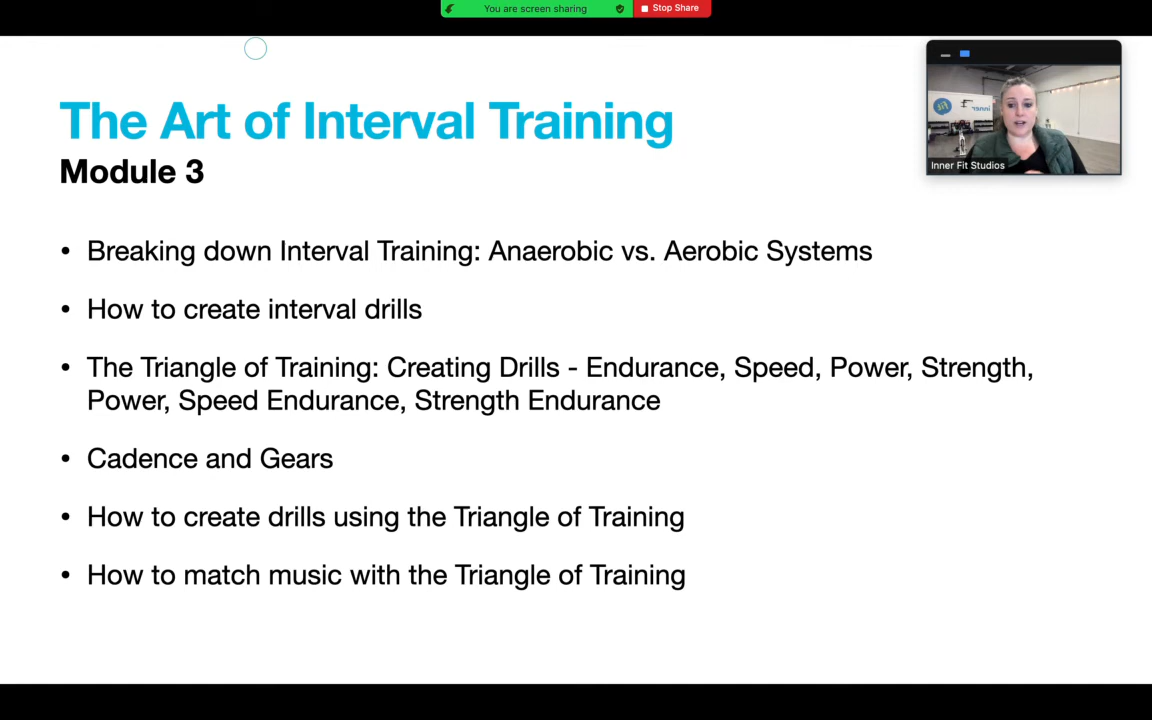 You are screen sharing
Stop Share
The Art of Interval Training
Module 3
Inner Fit Studios
• Breaking down Interval Training: Anaerobic vs. Aerobic Systems
• How to create interval drills
• The Triangle of Training: Creating Drills - Endurance, Speed, Power, Strength,
Power, Speed Endurance, Strength Endurance
• Cadence and Gears
• How to create drills using the Triangle of Training
• How to match music with the Triangle of Training